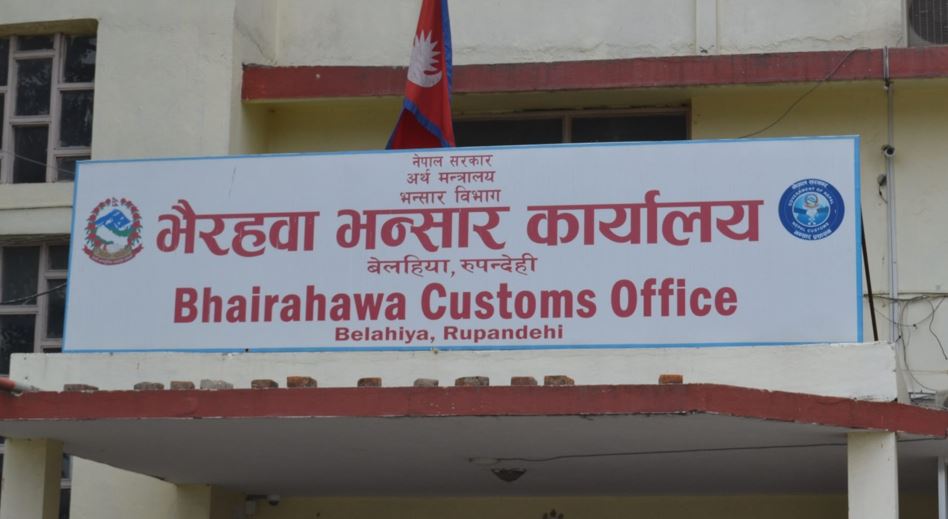 नेपाल सरकार
अर्थ मन्त्रालय
भन्सार विभाग
भैरहवा भन्सार कार्यालय
बेलहिया, रुपन्देही
Bhairahawa Customs Office
Belahiya, Rupandehi